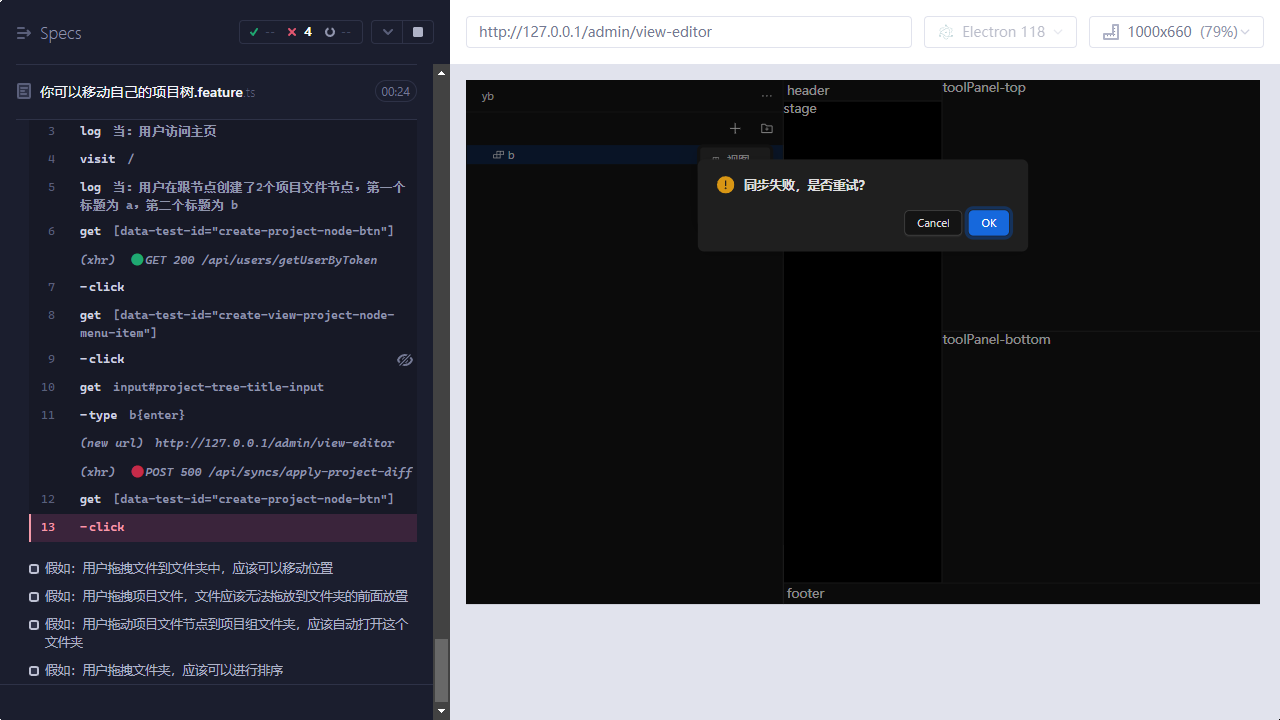 Specs
-- 4 --
你可以移动自己的项目树.feature.ts 00:24
3 log 当：用户访问主页
4 visit /
5 log 当：用户在跟节点创建了2个项目文件节点，第一个
标题为 a，第二个标题为 b
6 get [data-test-id="create-project-node-btn"]
(xhr) GET 200 /api/users/getUserByToken
7 -click
8 get [data-test-id="create-view-project-node-
menu-item"]
9 -click
10 get input#project-tree-title-input
11 -type b{enter}
(new url) http://127.0.0.1/admin/view-editor
(xhr) POST 500 /api/syncs/apply-project-diff
12 get [data-test-id="create-project-node-btn"]
13 -click
假如：用户拖拽文件到文件夹中，应该可以移动位置
假如：用户拖拽项目文件，文件应该无法拖放到文件夹的前面放置
假如：用户拖动项目文件节点到项目组文件夹，应该自动打开这个
文件夹
假如：用户拖拽文件夹，应该可以进行排序
http://127.0.0.1/admin/view-editor
Electron 118
1000x660 (79%)
yb ...
b
视图
header
stage
toolPanel-top
同步失败，是否重试?
Cancel OK
toolPanel-bottom
footer